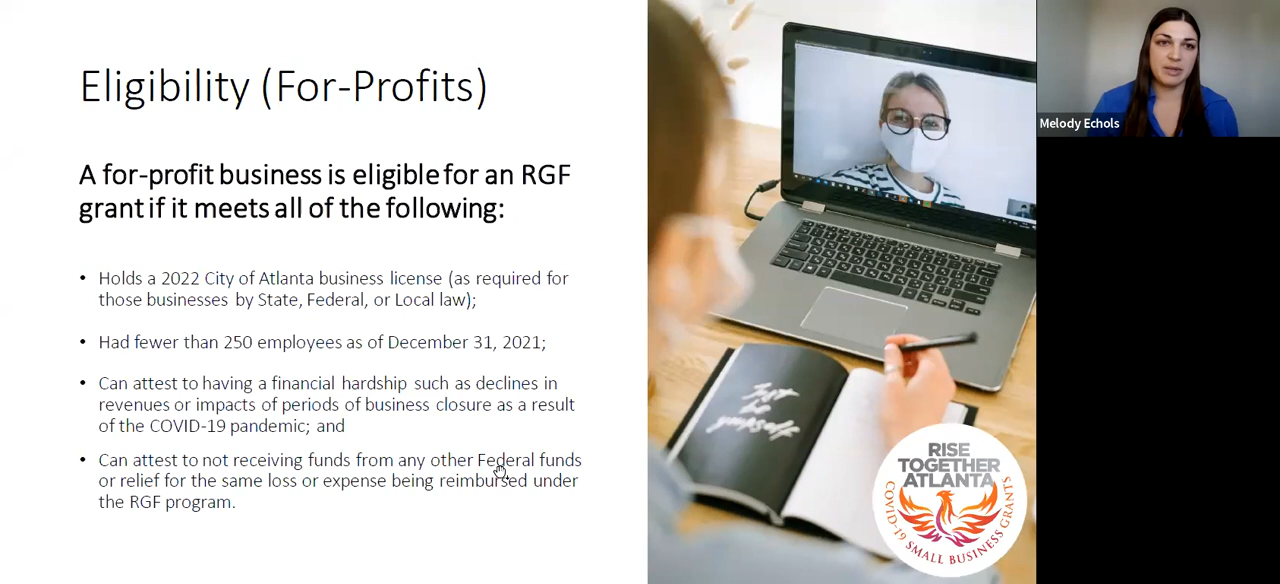 Eligibility (For-Profits)
A for-profit business is eligible for an RGF
grant if it meets all of the following:
• Holds a 2022 City of Atlanta business license (as required for
those businesses by State, Federal, or Local law);
• Had fewer than 250 employees as of December 31, 2021;
• Can attest to having a financial hardship such as declines in
revenues or impacts of periods of business closure as a result
of the COVID-19 pandemic; and
• Can attest to not receiving funds from any other Federal funds
or relief for the same loss or expense being reimbursed under
the RGF program.
Just
be
yourself
RISE
TOGETHER
ATLANTA
COVID-19 SMALL BUSINESS GRANTS
Melody Echols